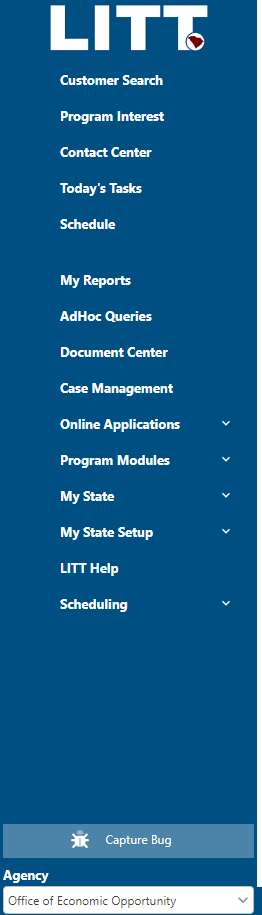 LITT
Customer Search
Program Interest
Contact Center
Today's Tasks
Schedule
My Reports
AdHoc Queries
Document Center
Case Management
Online Applications
Program Modules
My State
My State Setup
LITT Help
Scheduling
Capture Bug
Agency
Office of Economic Opportunity